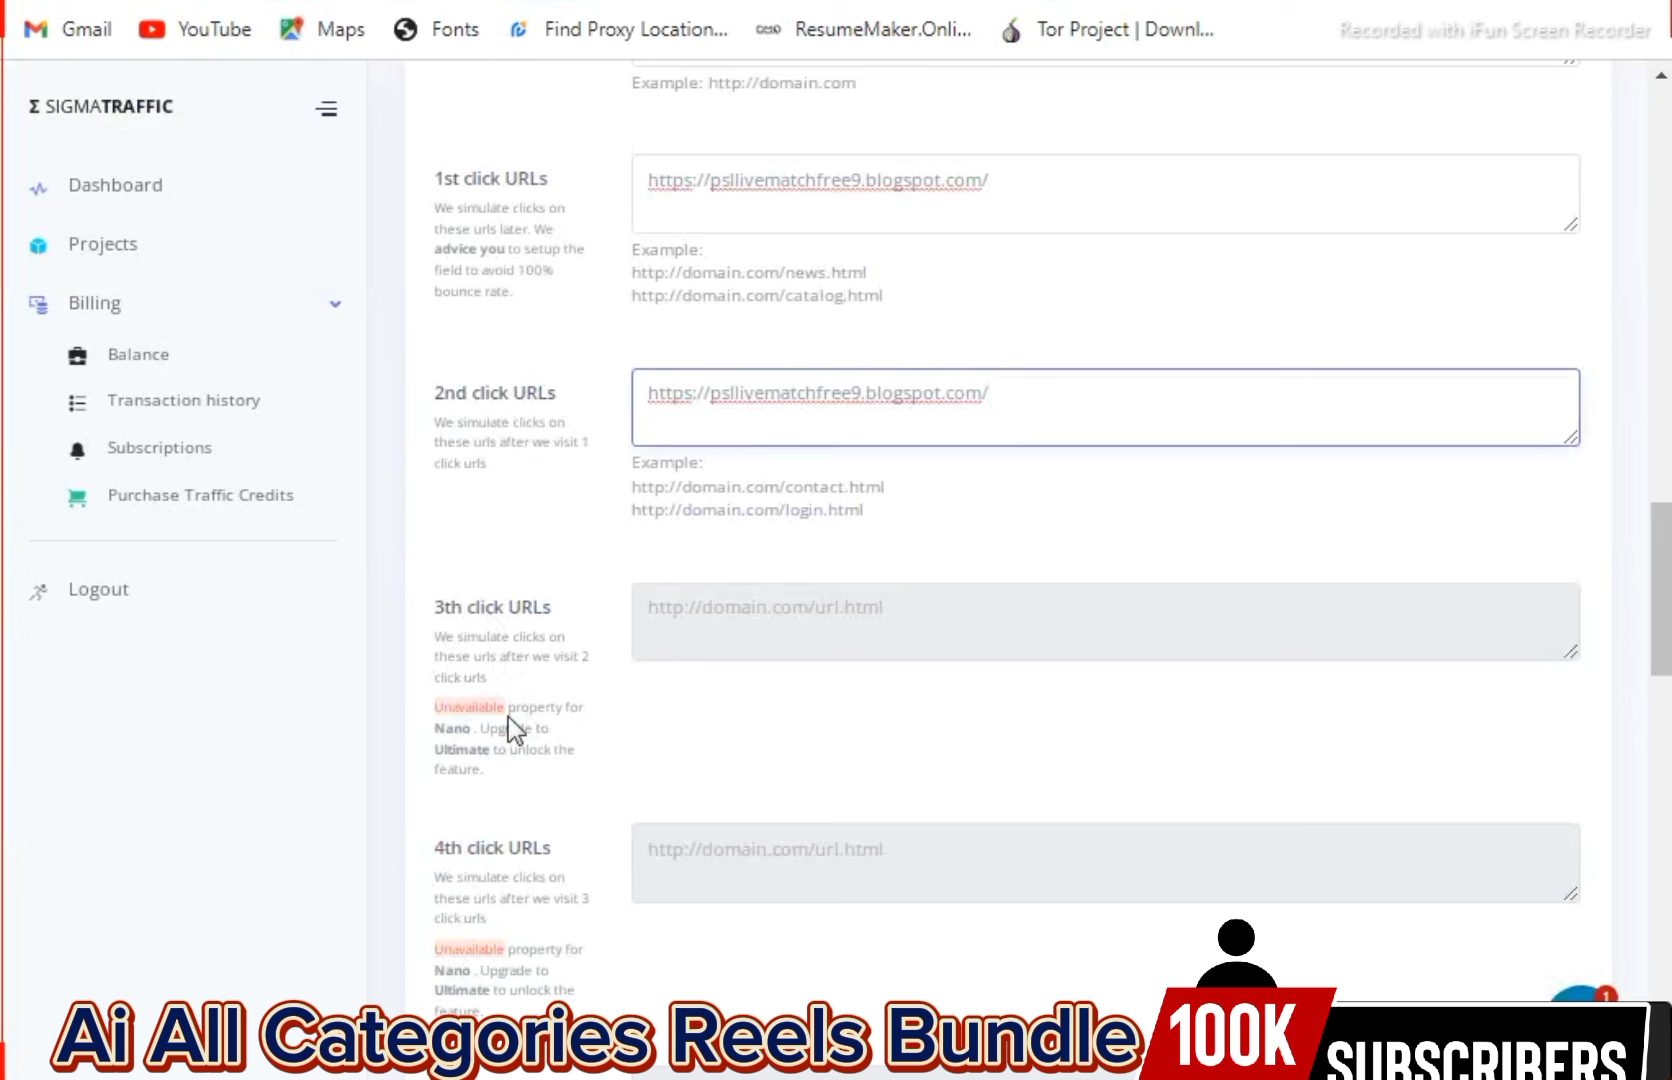 Gmail YouTube Maps Fonts Find Proxy Location... ResumeMaker.Onli... Tor Project | Downl... Recorded with iFun Screen Recorder
Σ SIGMATRAFFIC
Dashboard
Projects
Billing
Balance
Transaction history
Subscriptions
Purchase Traffic Credits
Logout
Example: http://domain.com
1st click URLs
We simulate clicks on
these urls later. We
advice you to setup the
field to avoid 100%
bounce rate.
https://psllivematchfree9.blogspot.com/
Example:
http://domain.com/news.html
http://domain.com/catalog.html
2nd click URLs
We simulate clicks on
these urls after we visit 1
click urls
https://psllivematchfree9.blogspot.com/
Example:
http://domain.com/contact.html
http://domain.com/login.html
3th click URLs
We simulate clicks on
these urls after we visit 2
click urls
Unavailable property for
Nano . Upgrade to
Ultimate to unlock the
feature.
http://domain.com/url.html
4th click URLs
We simulate clicks on
these urls after we visit 3
click urls
Unavailable property for
Nano . Upgrade to
Ultimate to unlock the
feature.
http://domain.com/url.html
1
Ai All Categories Reels Bundle
100K
SUBSCRIBERS